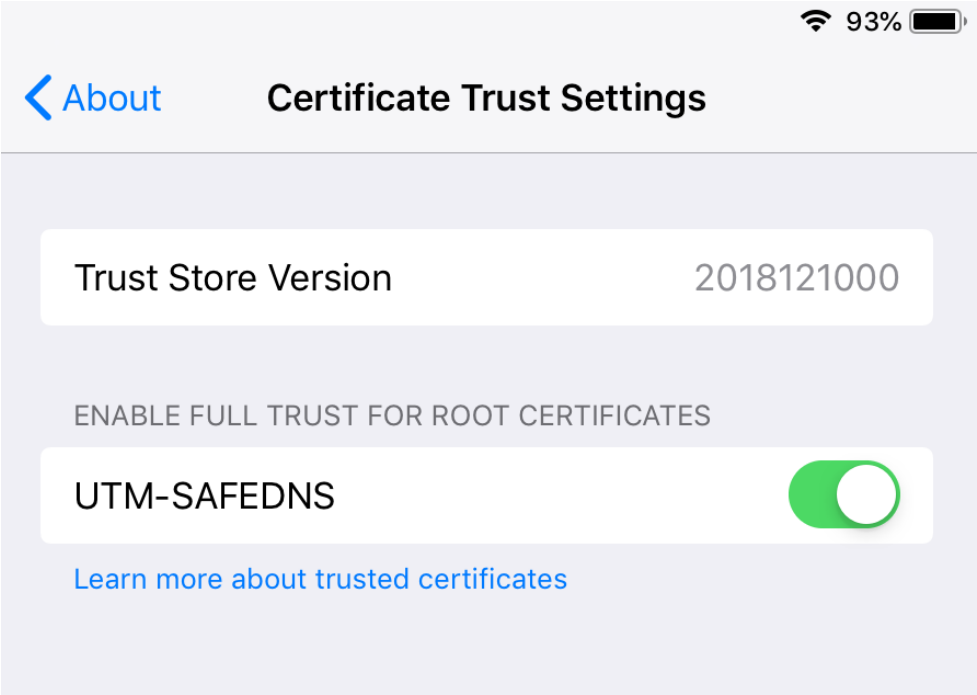 93%
About
Certificate Trust Settings
Trust Store Version 2018121000
ENABLE FULL TRUST FOR ROOT CERTIFICATES
UTM-SAFEDNS
Learn more about trusted certificates